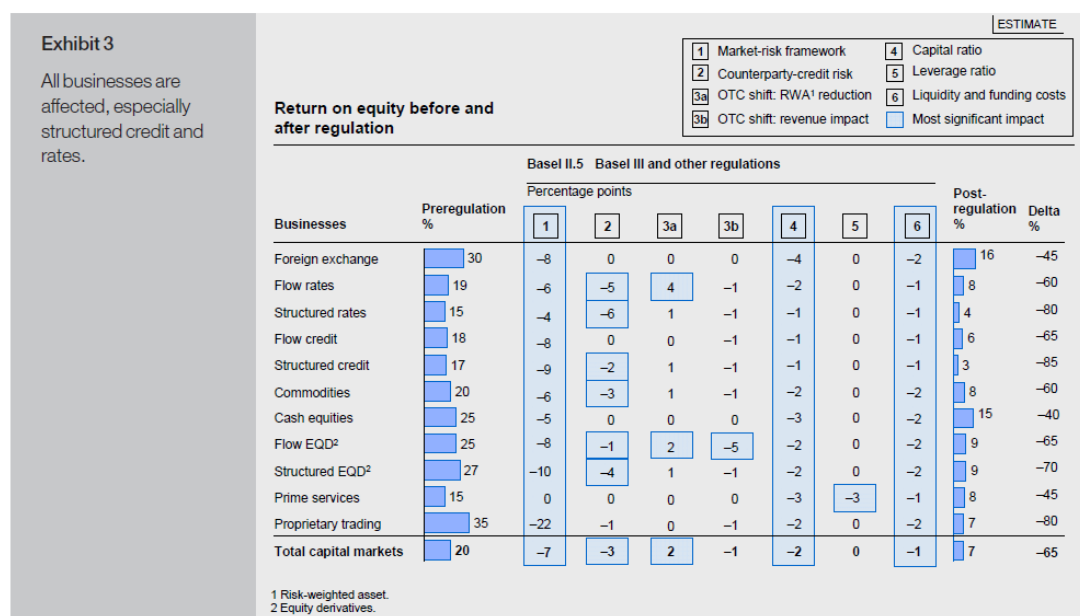 ESTIMATE
Exhibit 3
All businesses are
affected, especially
structured credit and
rates.
1 Market-risk framework 4 Capital ratio
2 Counterparty-credit risk 5 Leverage ratio
3a OTC shift: RWA¹ reduction 6 Liquidity and funding costs
3b OTC shift: revenue impact Most significant impact
Return on equity before and
after regulation
Basel II.5 Basel III and other regulations
Percentage points
Businesses Preregulation % 1 2 3a 3b 4 5 6 Post-regulation % Delta %
Foreign exchange 30 –8 0 0 0 –4 0 –2 16 –45
Flow rates 19 –6 –5 4 –1 –2 0 –1 8 –60
Structured rates 15 –4 –6 1 –1 –1 0 –1 4 –80
Flow credit 18 –8 0 0 –1 –1 0 –1 6 –65
Structured credit 17 –9 –2 1 –1 –1 0 –1 3 –85
Commodities 20 –6 –3 1 –1 –2 0 –2 8 –60
Cash equities 25 –5 0 0 0 –3 0 –2 15 –40
Flow EQD² 25 –8 –1 2 –5 –2 0 –2 9 –65
Structured EQD² 27 –10 –4 1 –1 –2 0 –2 9 –70
Prime services 15 0 0 0 0 –3 –3 –1 8 –45
Proprietary trading 35 –22 –1 0 –1 –2 0 –2 7 –80
Total capital markets 20 –7 –3 2 –1 –2 0 –1 7 –65
1 Risk-weighted asset.
2 Equity derivatives.